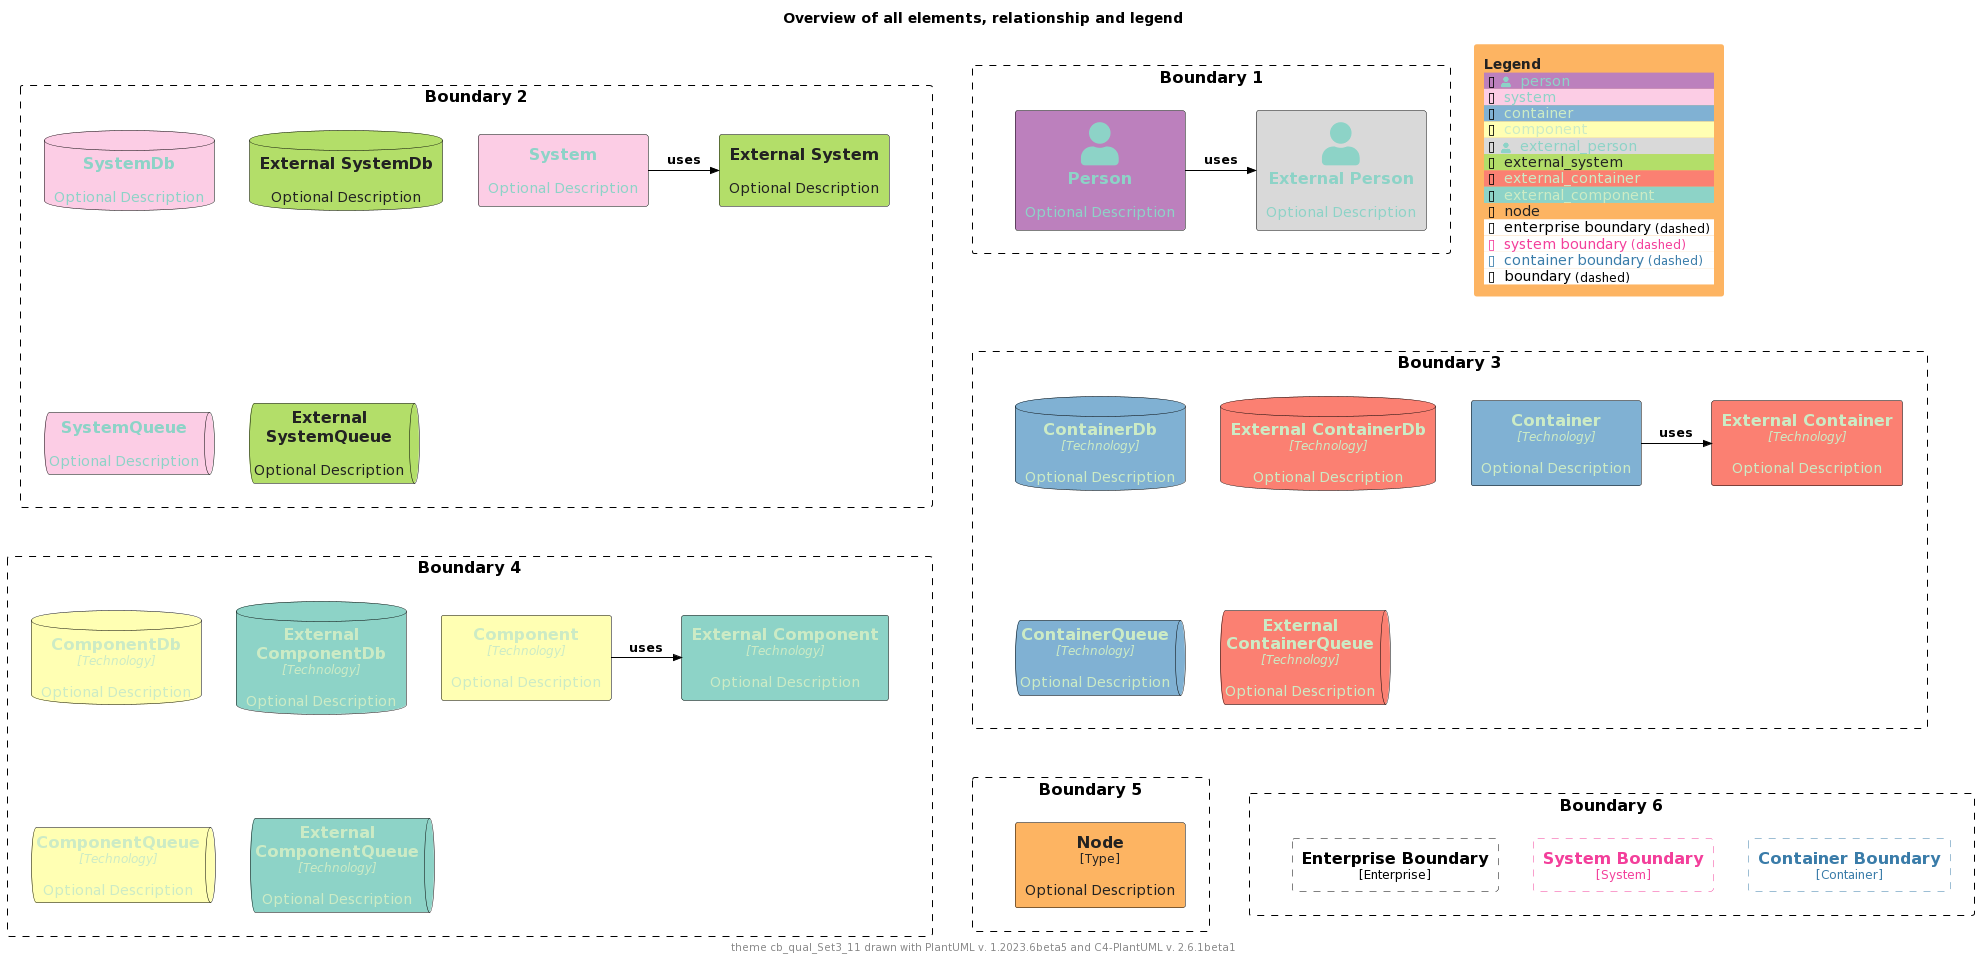 Overview of all elements, relationship and legend
Boundary 2
SystemDb
Optional Description
External SystemDb
Optional Description
System
Optional Description
uses
External System
Optional Description
SystemQueue
Optional Description
External
SystemQueue
Optional Description
Boundary 1
Person
Optional Description
uses
External Person
Optional Description
Legend
person
system
container
component
external_person
external_system
external_container
external_component
node
enterprise boundary (dashed)
system boundary (dashed)
container boundary (dashed)
boundary (dashed)
Boundary 3
ContainerDb
[Technology]
Optional Description
External ContainerDb
[Technology]
Optional Description
Container
[Technology]
Optional Description
uses
External Container
[Technology]
Optional Description
ContainerQueue
[Technology]
Optional Description
External
ContainerQueue
[Technology]
Optional Description
Boundary 4
ComponentDb
[Technology]
Optional Description
External
ComponentDb
[Technology]
Optional Description
Component
[Technology]
Optional Description
uses
External Component
[Technology]
Optional Description
ComponentQueue
[Technology]
Optional Description
External
ComponentQueue
[Technology]
Optional Description
Boundary 5
Node
[Type]
Optional Description
Boundary 6
Enterprise Boundary
[Enterprise]
System Boundary
[System]
Container Boundary
[Container]
theme cb_qual_Set3_11 drawn with PlantUML v. 1.2023.6beta5 and C4-PlantUML v. 2.6.1beta1